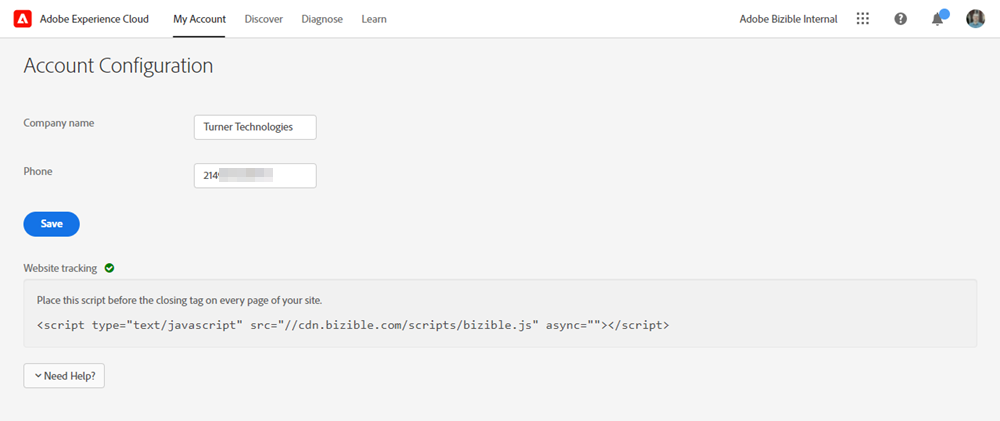 Adobe Experience Cloud My Account Discover Diagnose Learn Adobe Bizible Internal
Account Configuration
Company name Turner Technologies
Phone 214
Save
Website tracking
Place this script before the closing tag on every page of your site.
<script type="text/javascript" src="//cdn.bizible.com/scripts/bizible.js" async=""></script>
Need Help?